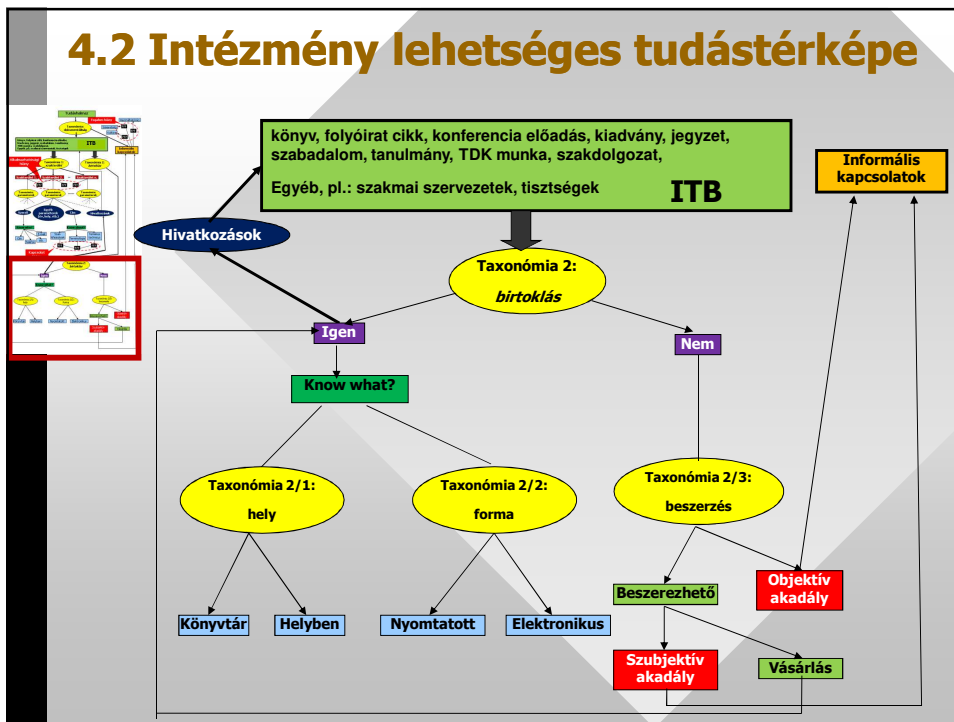 4.2 Intézmény lehetséges tudástérképe
könyv, folyóirat cikk, konferencia előadás, kiadvány, jegyzet,
szabadalom, tanulmány, TDK munka, szakdolgozat,
Egyéb, pl.: szakmai szervezetek, tisztségek
ITB
Informális
kapcsolatok
Hivatkozások
Taxonómia 2:
birtoklás
Igen
Nem
Know what?
Taxonómia 2/1:
hely
Taxonómia 2/2:
forma
Taxonómia 2/3:
beszerzés
Könyvtár
Helyben
Nyomtatott
Elektronikus
Beszerezhető
Objektív
akadály
Szubjektív
akadály
Vásárlás
ITB